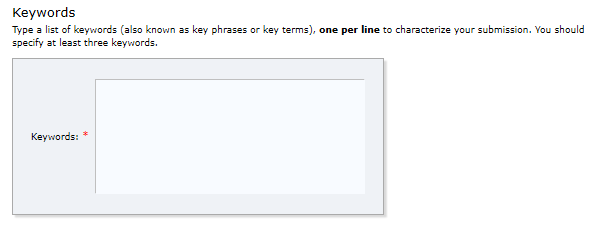 Keywords
Type a list of keywords (also known as key phrases or key terms), one per line to characterize your submission. You should
specify at least three keywords.
Keywords: *